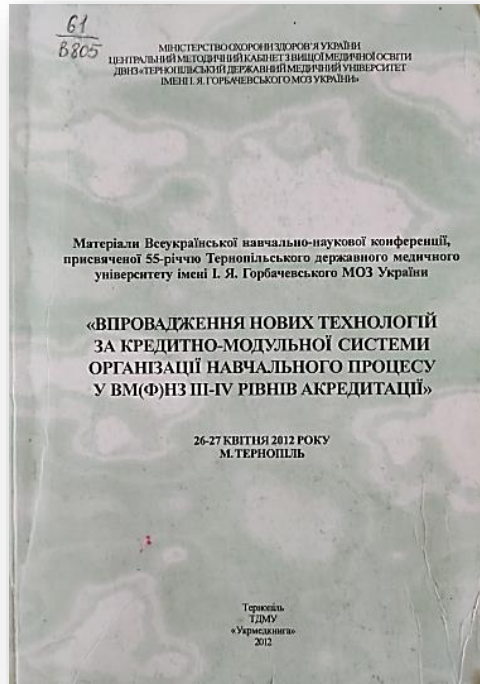 61
В805
МІНІСТЕРСТВО ОХОРОНИ ЗДОРОВ'Я УКРАЇНИ
ЦЕНТРАЛЬНИЙ МЕТОДИЧНИЙ КАБІНЕТ З ВИЩОЇ МЕДИЧНОЇ ОСВІТИ
ДВНЗ «ТЕРНОПІЛЬСЬКИЙ ДЕРЖАВНИЙ МЕДИЧНИЙ УНІВЕРСИТЕТ
ІМЕНІ І. Я. ГОРБАЧЕВСЬКОГО МОЗ УКРАЇНИ»
Матеріали Всеукраїнської навчально-наукової конференції,
присвяченої 55-річчю Тернопільського державного медичного
університету імені І. Я. Горбачевського МОЗ України
«ВПРОВАДЖЕННЯ НОВИХ ТЕХНОЛОГІЙ
ЗА КРЕДИТНО-МОДУЛЬНОЇ СИСТЕМИ
ОРГАНІЗАЦІЇ НАВЧАЛЬНОГО ПРОЦЕСУ
У ВМ(Ф)НЗ ІІІ-ІV РІВНІВ АКРЕДИТАЦІЇ»
26-27 КВІТНЯ 2012 РОКУ
М. ТЕРНОПІЛЬ
Тернопіль
ТДМУ
«Укрмедкнига»
2012